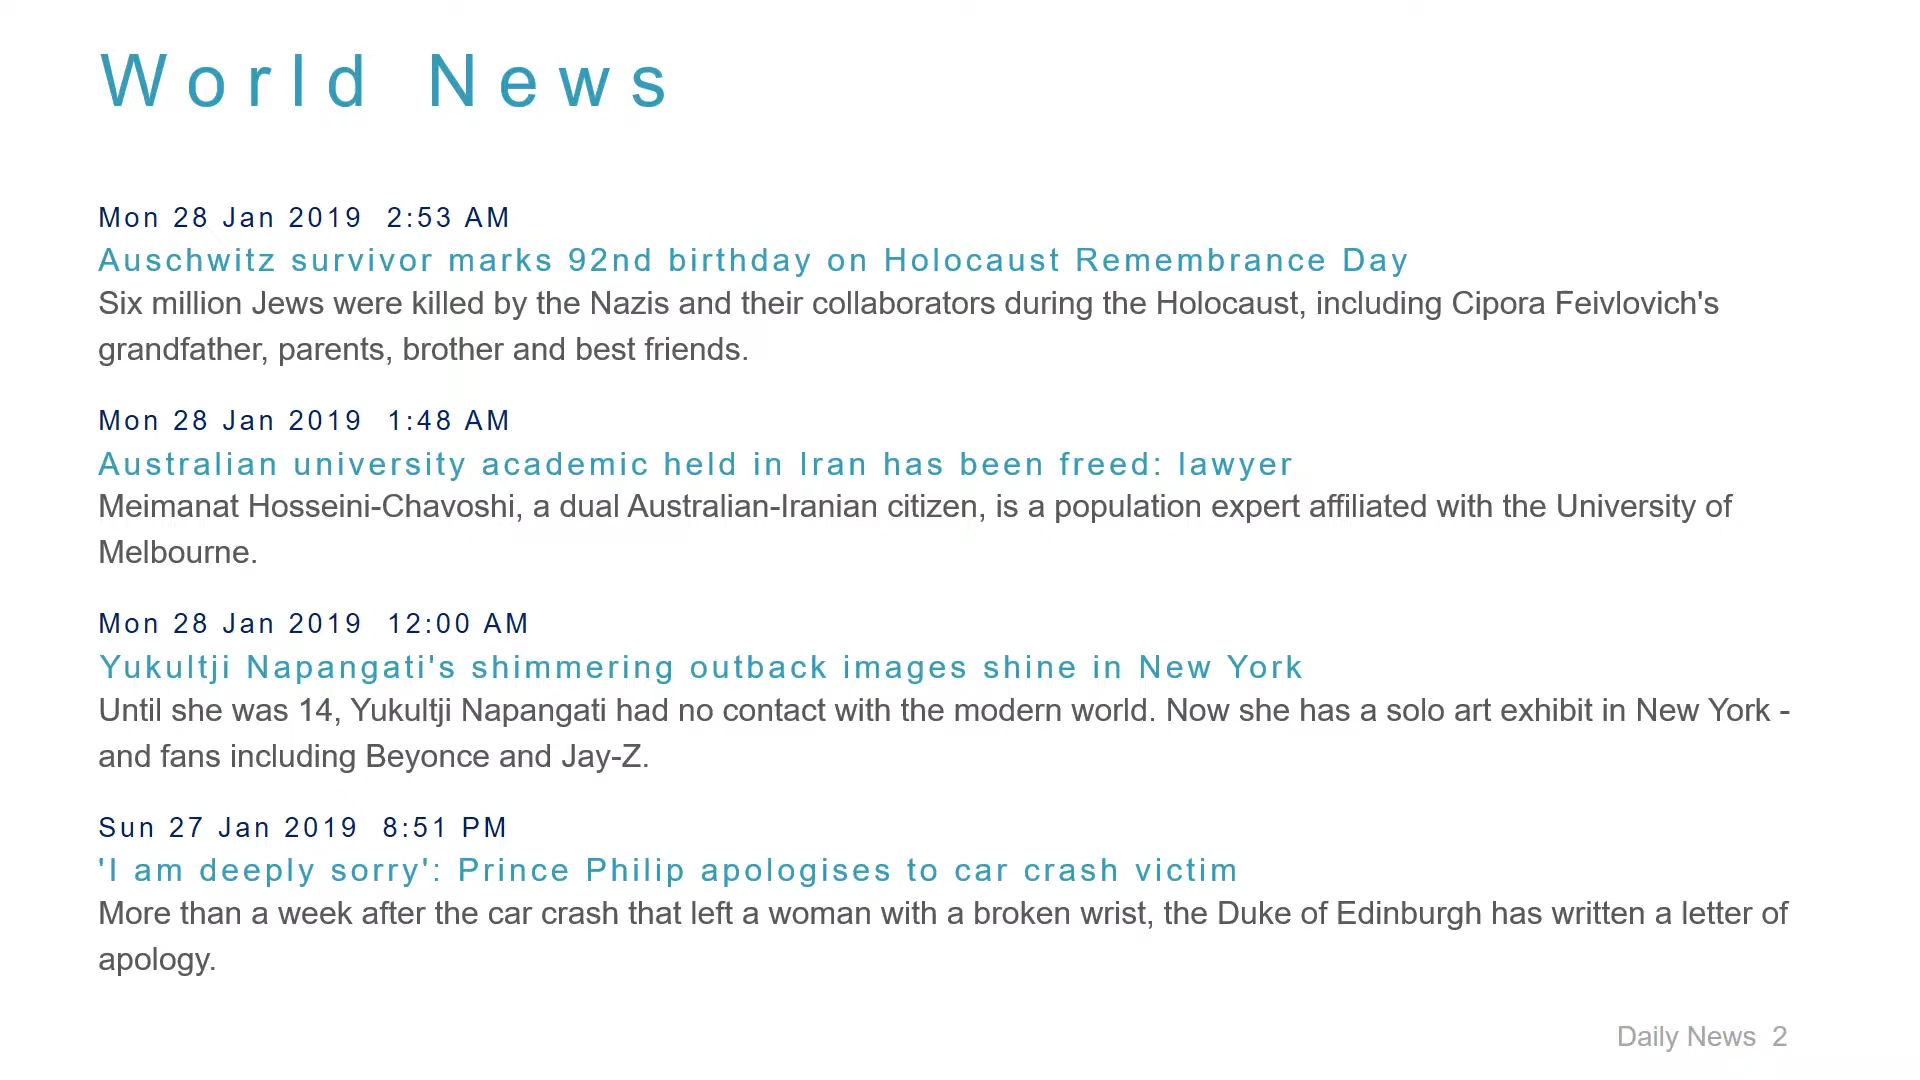 World News
Mon 28 Jan 2019 2:53 AM
Auschwitz survivor marks 92nd birthday on Holocaust Remembrance Day
Six million Jews were killed by the Nazis and their collaborators during the Holocaust, including Cipora Feivlovich's
grandfather, parents, brother and best friends.
Mon 28 Jan 2019 1:48 AM
Australian university academic held in Iran has been freed: lawyer
Meimanat Hosseini-Chavoshi, a dual Australian-Iranian citizen, is a population expert affiliated with the University of
Melbourne.
Mon 28 Jan 2019 12:00 AM
Yukultji Napangati's shimmering outback images shine in New York
Until she was 14, Yukultji Napangati had no contact with the modern world. Now she has a solo art exhibit in New York -
and fans including Beyonce and Jay-Z.
Sun 27 Jan 2019 8:51 PM
'I am deeply sorry': Prince Philip apologises to car crash victim
More than a week after the car crash that left a woman with a broken wrist, the Duke of Edinburgh has written a letter of
apology.
Daily News 2